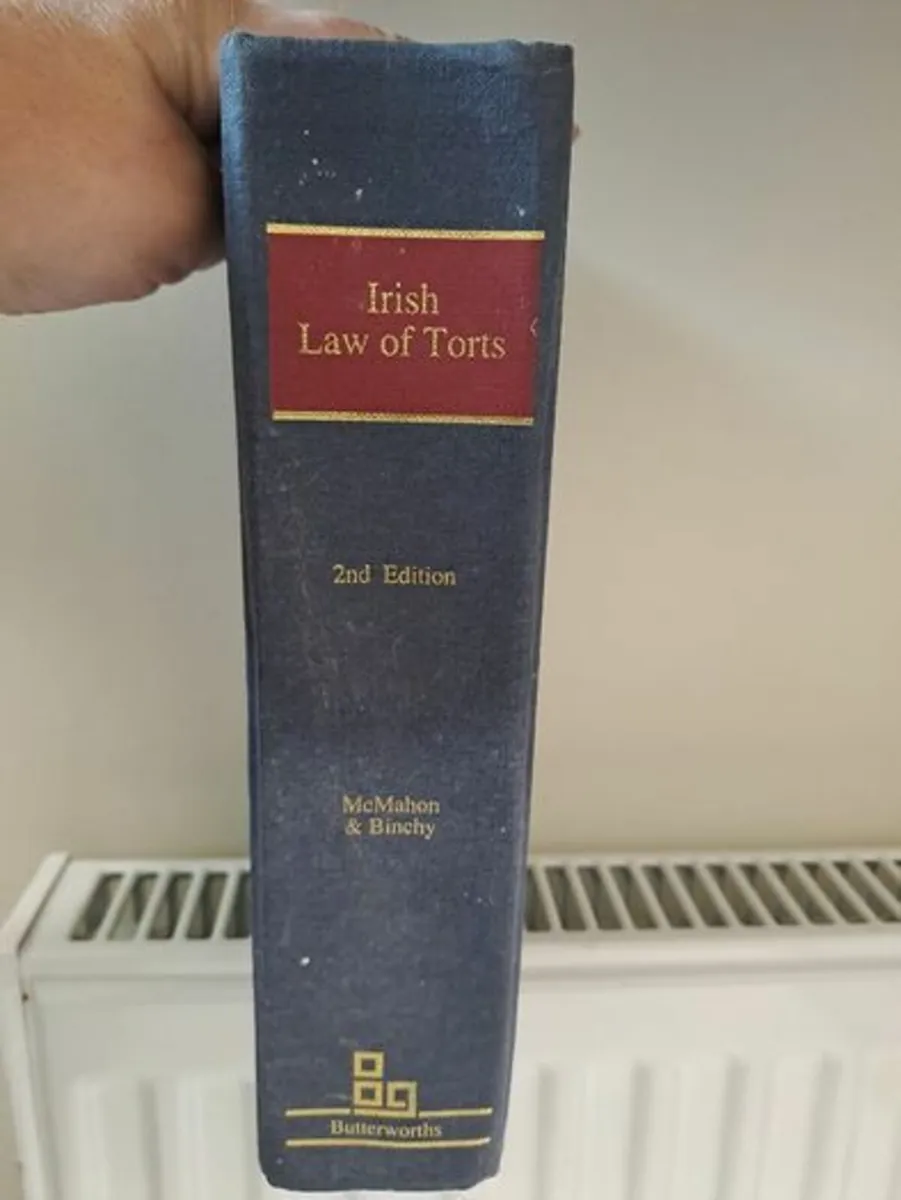 Irish
Law of Torts
2nd Edition
McMahon
& Binchy
Butterworths